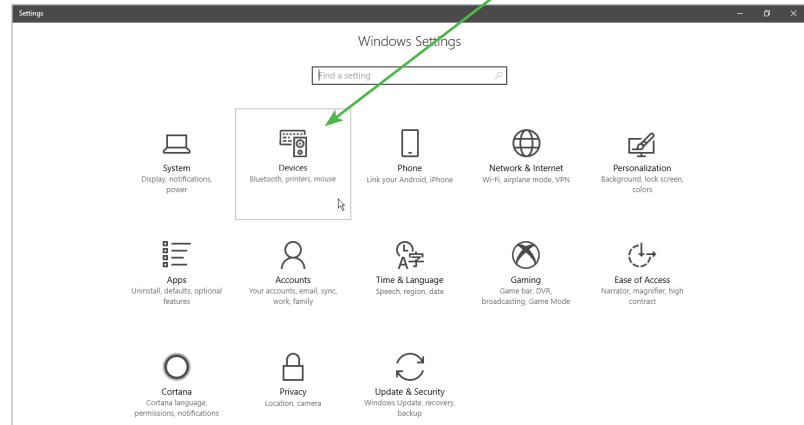 Settings
Windows Settings
Find a setting
System
Display, notifications,
power
Devices
Bluetooth, printers, mouse
Phone
Link your Android, iPhone
Network & Internet
Wi-Fi, airplane mode, VPN
Personalization
Background, lock screen,
colors
Apps
Uninstall, defaults, optional
features
Accounts
Your accounts, email, sync,
work, family
Time & Language
Speech, region, date
Gaming
Game bar, DVR,
broadcasting, Game Mode
Ease of Access
Narrator, magnifier, high
contrast
Cortana
Cortana language,
permissions, notifications
Privacy
Location, camera
Update & Security
Windows Update, recovery,
backup